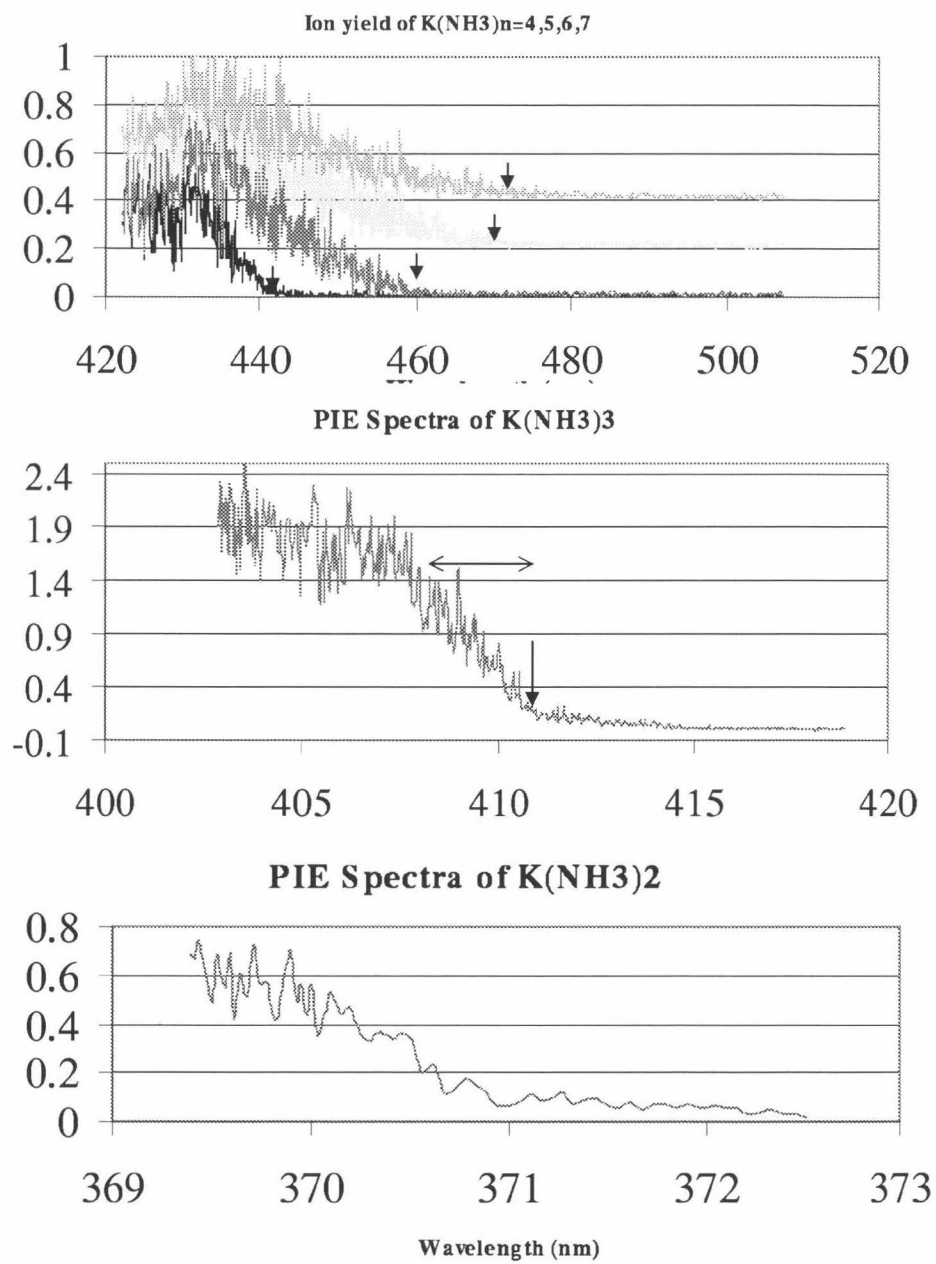 Ion yield of K(NH3)n=4,5,6,7
1
0.8
0.6
0.4
0.2
0
420 440 460 480 500 520
PIE Spectra of K(NH3)3
2.4
1.9
1.4
0.9
0.4
-0.1
400 405 410 415 420
PIE Spectra of K(NH3)2
0.8
0.6
0.4
0.2
0
369 370 371 372 373
Wavelength (nm)